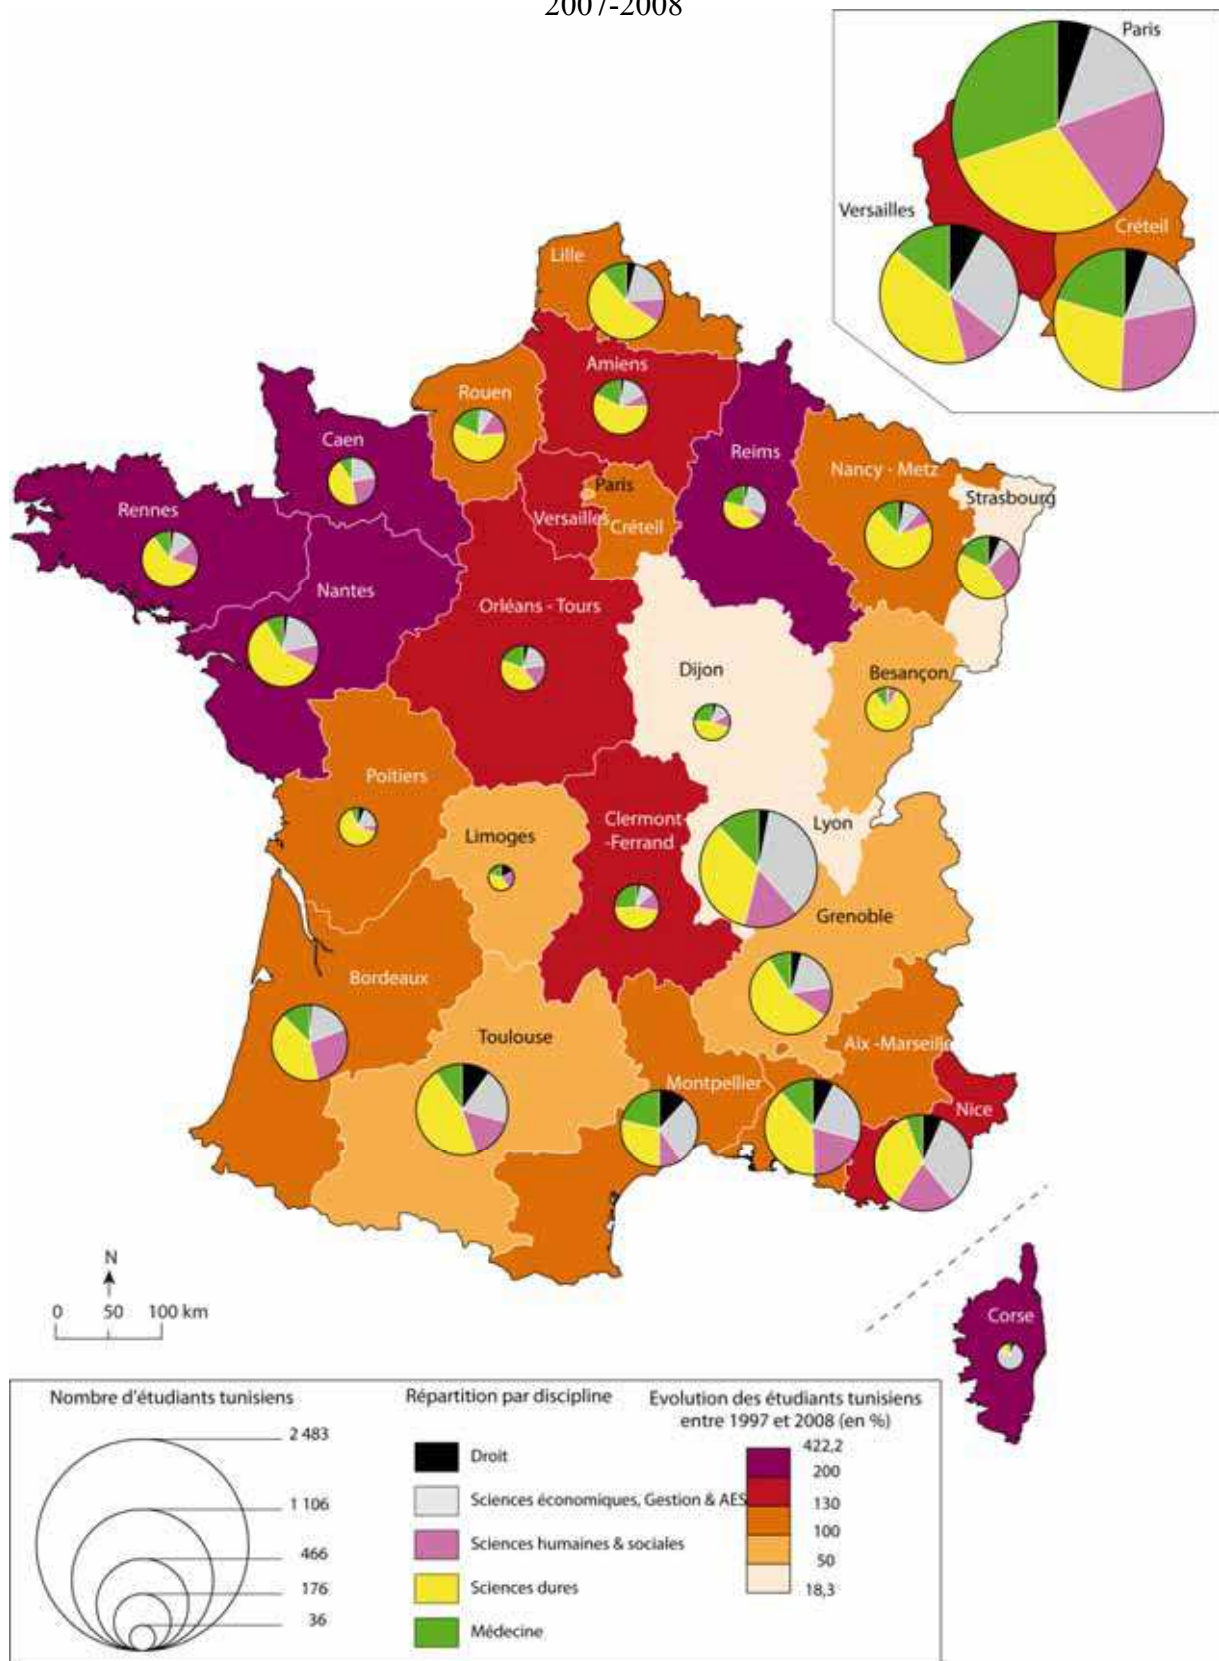 2007-2008
Paris
Versailles
Créteil
Lille
Amiens
Rouen
Caen
Reims
Nancy - Metz
Strasbourg
Paris
Versailles
Créteil
Rennes
Nantes
Orléans - Tours
Dijon
Besançon
Poitiers
Limoges
Clermont-
-Ferrand
Lyon
Grenoble
Bordeaux
Toulouse
Aix -Marseille
Montpellier
Nice
Corse
N
0 50 100 km
Nombre d'étudiants tunisiens
2 483
1 106
466
176
36
Répartition par discipline
Droit
Sciences économiques, Gestion & AES
Sciences humaines & sociales
Sciences dures
Médecine
Evolution des étudiants tunisiens
entre 1997 et 2008 (en %)
422,2
200
130
100
50
18,3